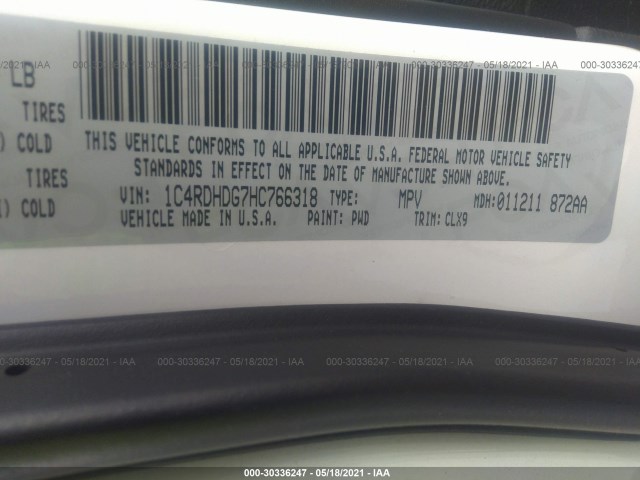 000-30336247 - 05/18/2021 - IAA
LB
TIRES
) COLD
TIRES
) COLD
THIS VEHICLE CONFORMS TO ALL APPLICABLE U.S.A. FEDERAL MOTOR VEHICLE SAFETY
STANDARDS IN EFFECT ON THE DATE OF MANUFACTURE SHOWN ABOVE.
VIN: 1C4RDHDG7HC766318 TYPE: MPV MDH:011211 872AA
VEHICLE MADE IN U.S.A. PAINT: PWD TRIM: CLX9
000-30336247 - 05/18/2021 - IAA
000-30336247 - 05/18/2021 - IAA